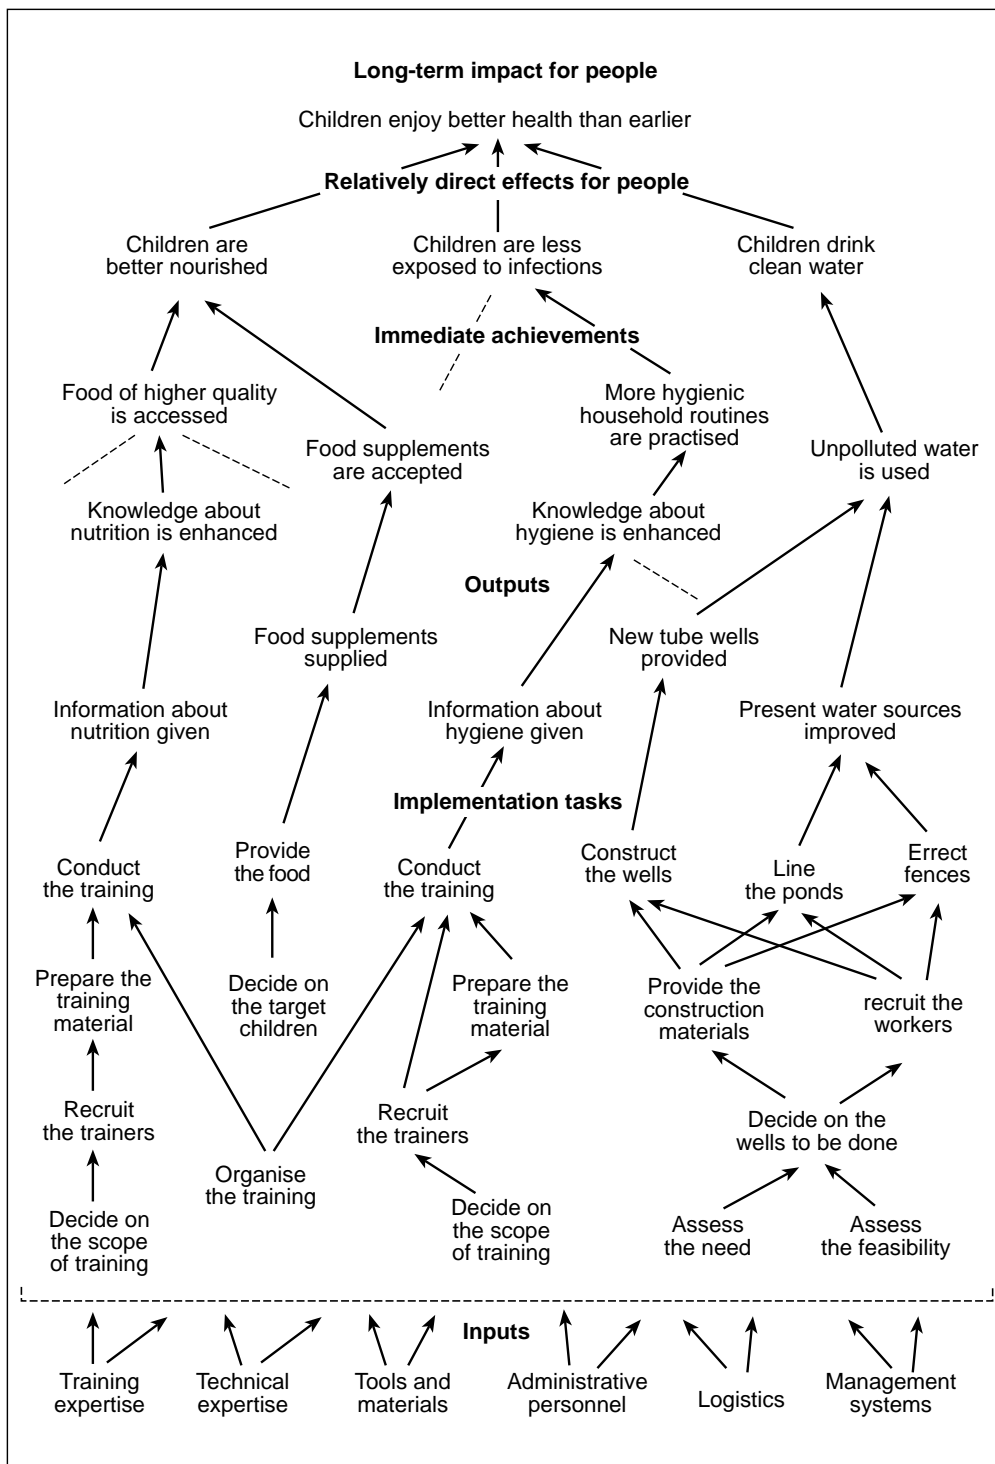 Long-term impact for people
Children enjoy better health than earlier
Relatively direct effects for people
Children are
better nourished
Children are less
exposed to infections
Children drink
clean water
Immediate achievements
Food of higher quality
is accessed
Food supplements
are accepted
More hygienic
household routines
are practised
Unpolluted water
is used
Knowledge about
nutrition is enhanced
Knowledge about
hygiene is enhanced
Outputs
Food supplements
supplied
New tube wells
provided
Information about
nutrition given
Information about
hygiene given
Present water sources
improved
Implementation tasks
Conduct
the training
Provide
the food
Conduct
the training
Construct
the wells
Line
the ponds
Errect
fences
Prepare the
training
material
Decide on
the target
children
Prepare the
training
material
Provide the
construction
materials
recruit the
workers
Recruit
the trainers
Organise
the training
Recruit
the trainers
Decide on the
wells to be done
Decide on
the scope
of training
Decide on
the scope
of training
Assess
the need
Assess
the feasibility
Inputs
Training
expertise
Technical
expertise
Tools and
materials
Administrative
personnel
Logistics
Management
systems